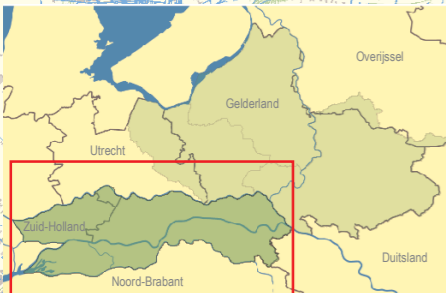 Overijssel
Gelderland
Utrecht
Zuid-Holland
Duitsland
Noord-Brabant